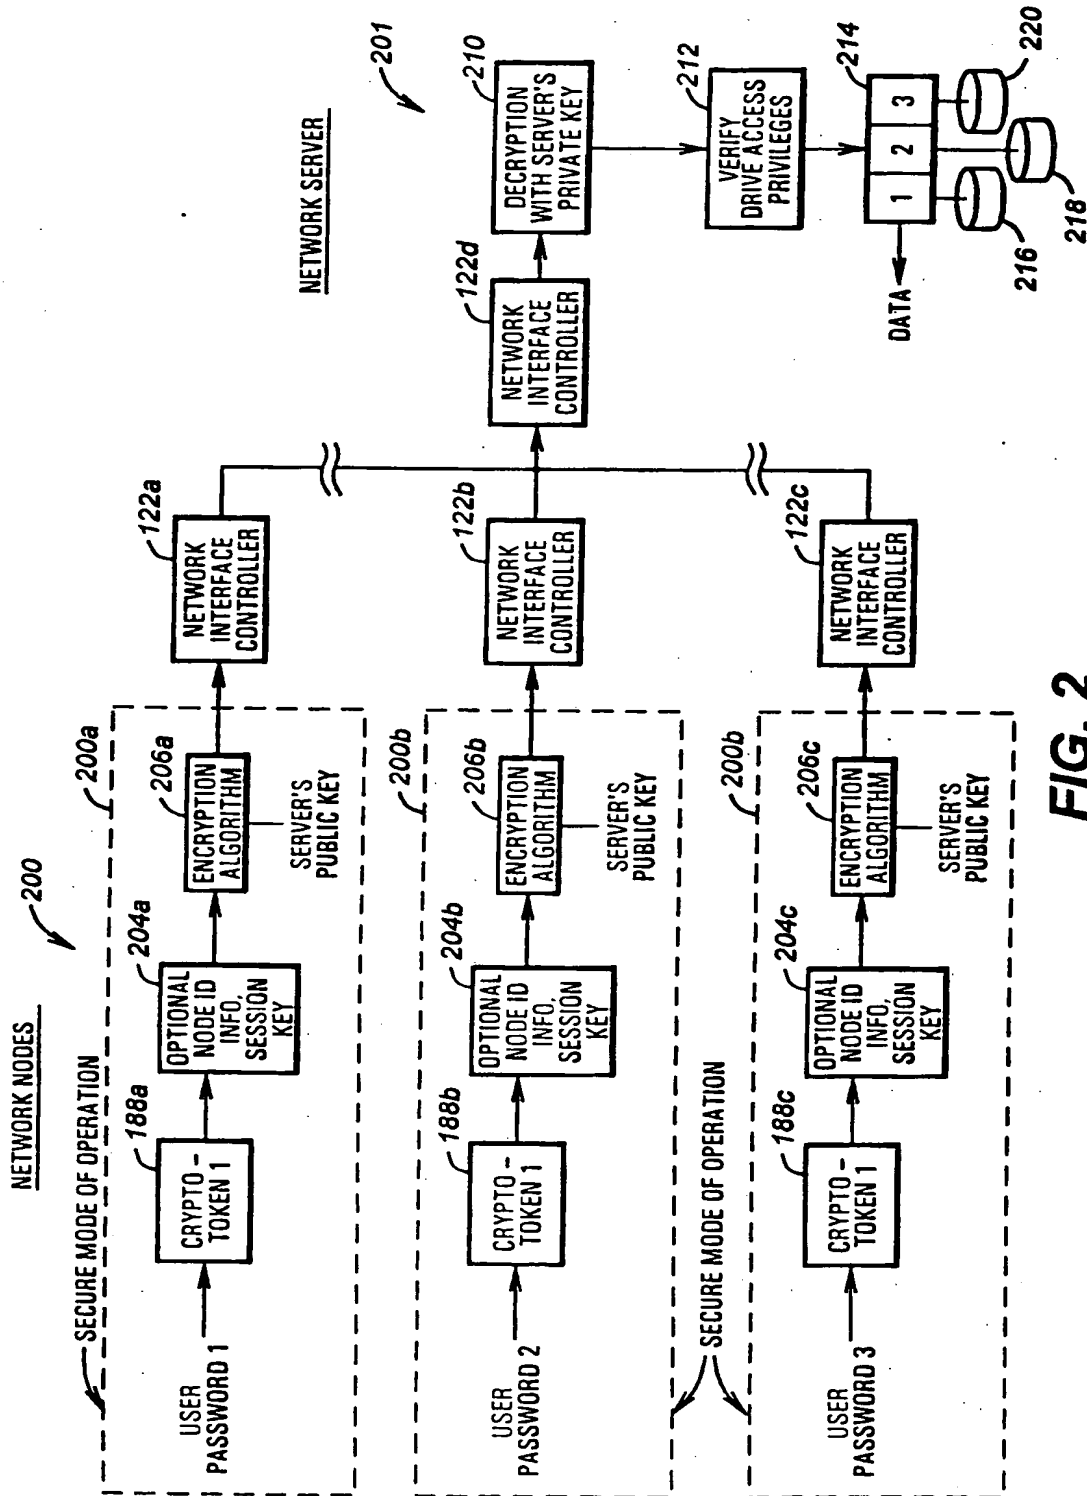 NETWORK NODES
200
NETWORK SERVER
201
SECURE MODE OF OPERATION
200a
USER
PASSWORD 1
188a
CRYPTO –
TOKEN 1
204a
OPTIONAL
NODE ID
INFO,
SESSION
KEY
206a
ENCRYPTION
ALGORITHM
SERVER'S
PUBLIC KEY
122a
NETWORK
INTERFACE
CONTROLLER
200b
USER
PASSWORD 2
188b
CRYPTO –
TOKEN 1
204b
OPTIONAL
NODE ID
INFO,
SESSION
KEY
206b
ENCRYPTION
ALGORITHM
SERVER'S
PUBLIC KEY
122b
NETWORK
INTERFACE
CONTROLLER
122d
NETWORK
INTERFACE
CONTROLLER
210
DECRYPTION
WITH SERVER'S
PRIVATE KEY
212
VERIFY
DRIVE ACCESS
PRIVILEGES
214
1 2 3
DATA
216
218
220
SECURE MODE OF OPERATION
200b
USER
PASSWORD 3
188c
CRYPTO –
TOKEN 1
204c
OPTIONAL
NODE ID
INFO,
SESSION
KEY
206c
ENCRYPTION
ALGORITHM
SERVER'S
PUBLIC KEY
122c
NETWORK
INTERFACE
CONTROLLER
FIG. 2